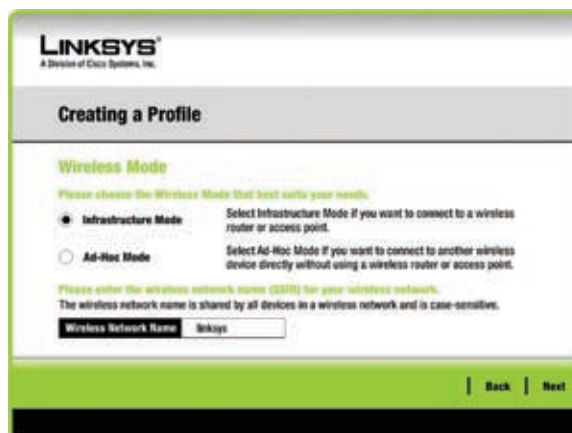 LINKSYS®
A Division of Cisco Systems, Inc.
Creating a Profile
Wireless Mode
Please choose the Wireless Mode that best suits your needs.
Infrastructure Mode
Select Infrastructure Mode if you want to connect to a wireless
router or access point.
Ad-Hoc Mode
Select Ad-Hoc Mode if you want to connect to another wireless
device directly without using a wireless router or access point.
Please enter the wireless network name (SSID) for your wireless network.
The wireless network name is shared by all devices in a wireless network and is case-sensitive.
Wireless Network Name linksys
Back Next